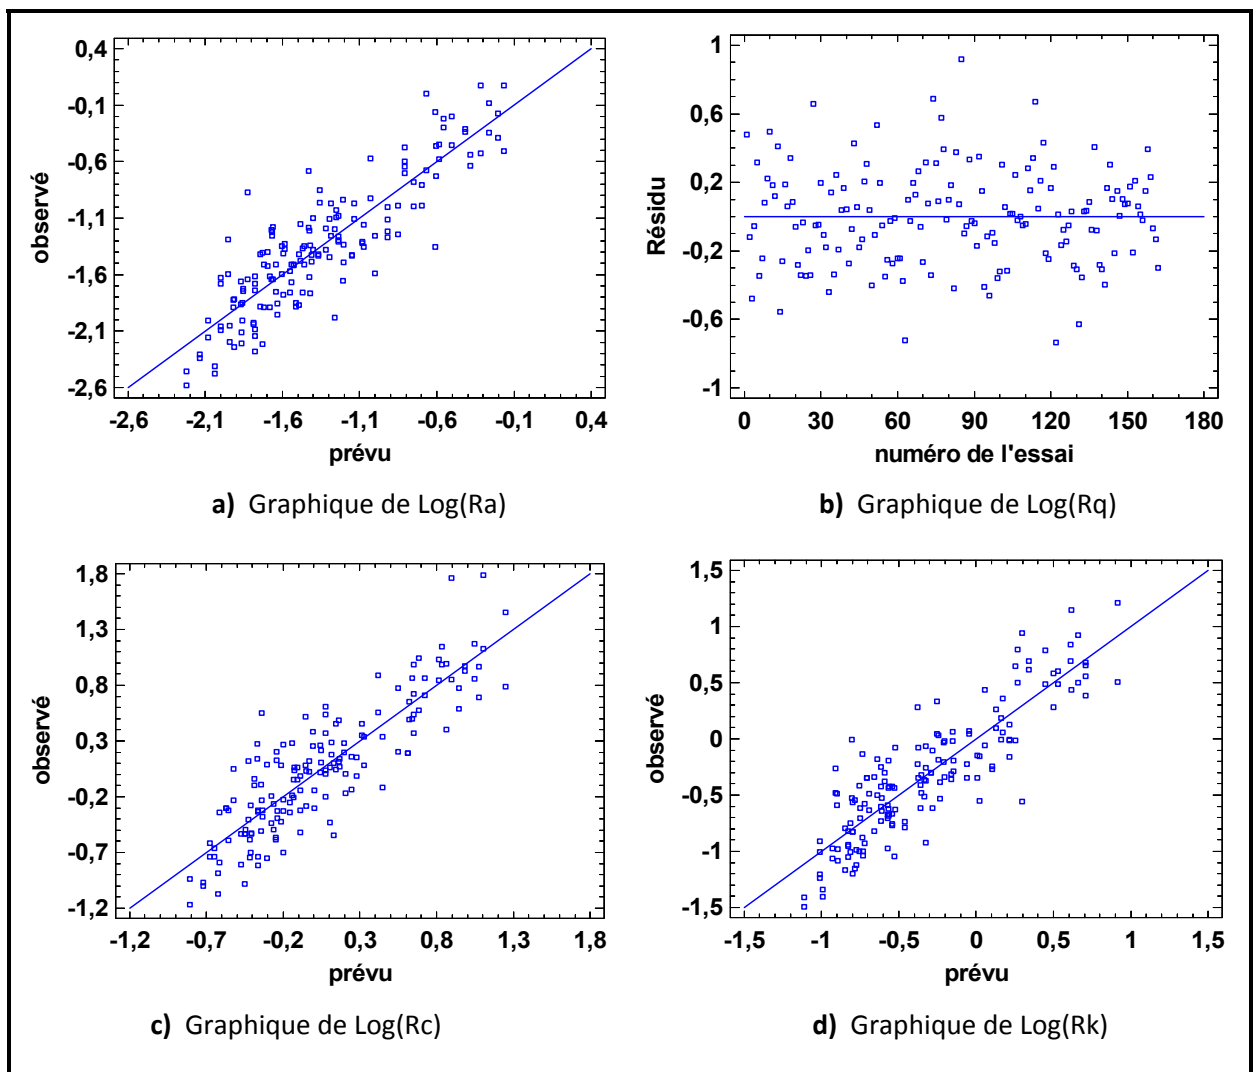 0,4
-0,1
-0,6
-1,1
-1,6
-2,1
-2,6
observé
-2,6 -2,1 -1,6 -1,1 -0,6 -0,1 0,4
prévu
a) Graphique de Log(Ra)
1
0,6
0,2
-0,2
-0,6
-1
Résidu
0 30 60 90 120 150 180
numéro de l'essai
b) Graphique de Log(Rq)
1,8
1,3
0,8
0,3
-0,2
-0,7
-1,2
observé
-1,2 -0,7 -0,2 0,3 0,8 1,3 1,8
prévu
c) Graphique de Log(Rc)
1,5
1
0,5
0
-0,5
-1
-1,5
observé
-1,5 -1 -0,5 0 0,5 1 1,5
prévu
d) Graphique de Log(Rk)